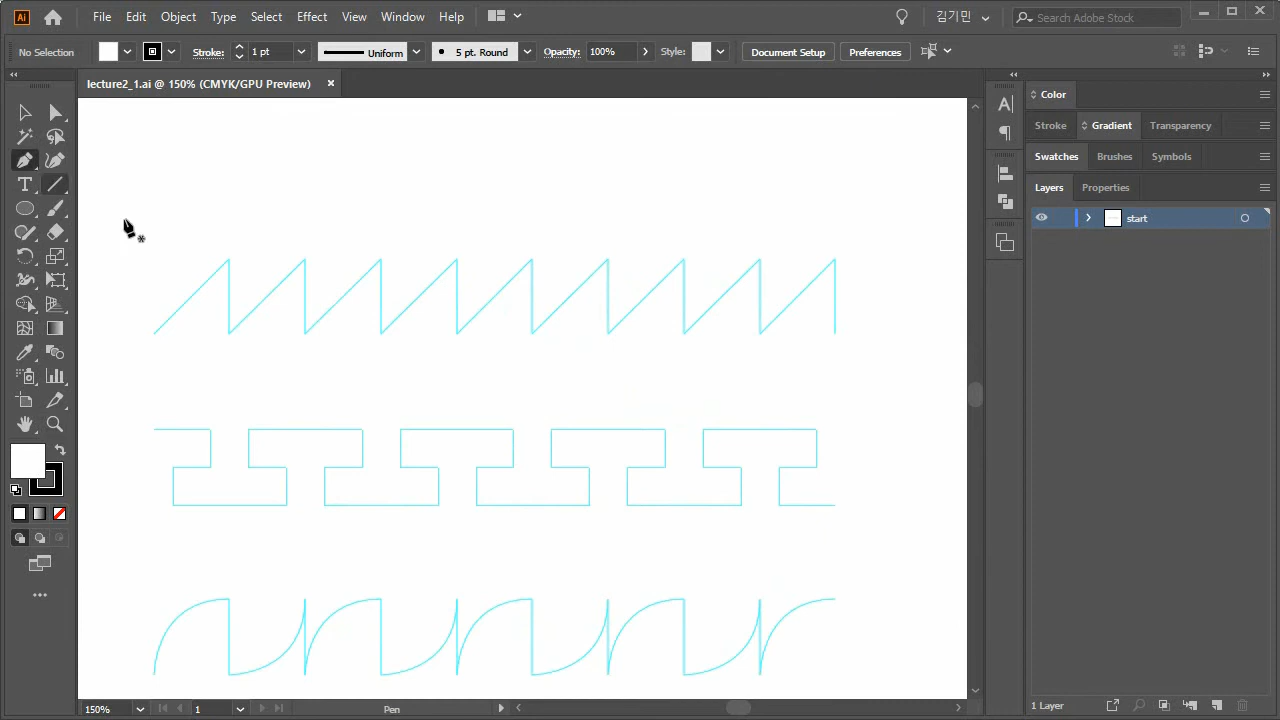 Ai File Edit Object Type Select Effect View Window Help 김기민 Search Adobe Stock
No Selection Stroke: 1 pt Uniform 5 pt. Round Opacity: 100% Style: Document Setup Preferences
lecture2_1.ai @ 150% (CMYK/GPU Preview)
Color
Stroke Gradient Transparency
Swatches Brushes Symbols
Layers Properties
start
150% 1 Pen 1 Layer